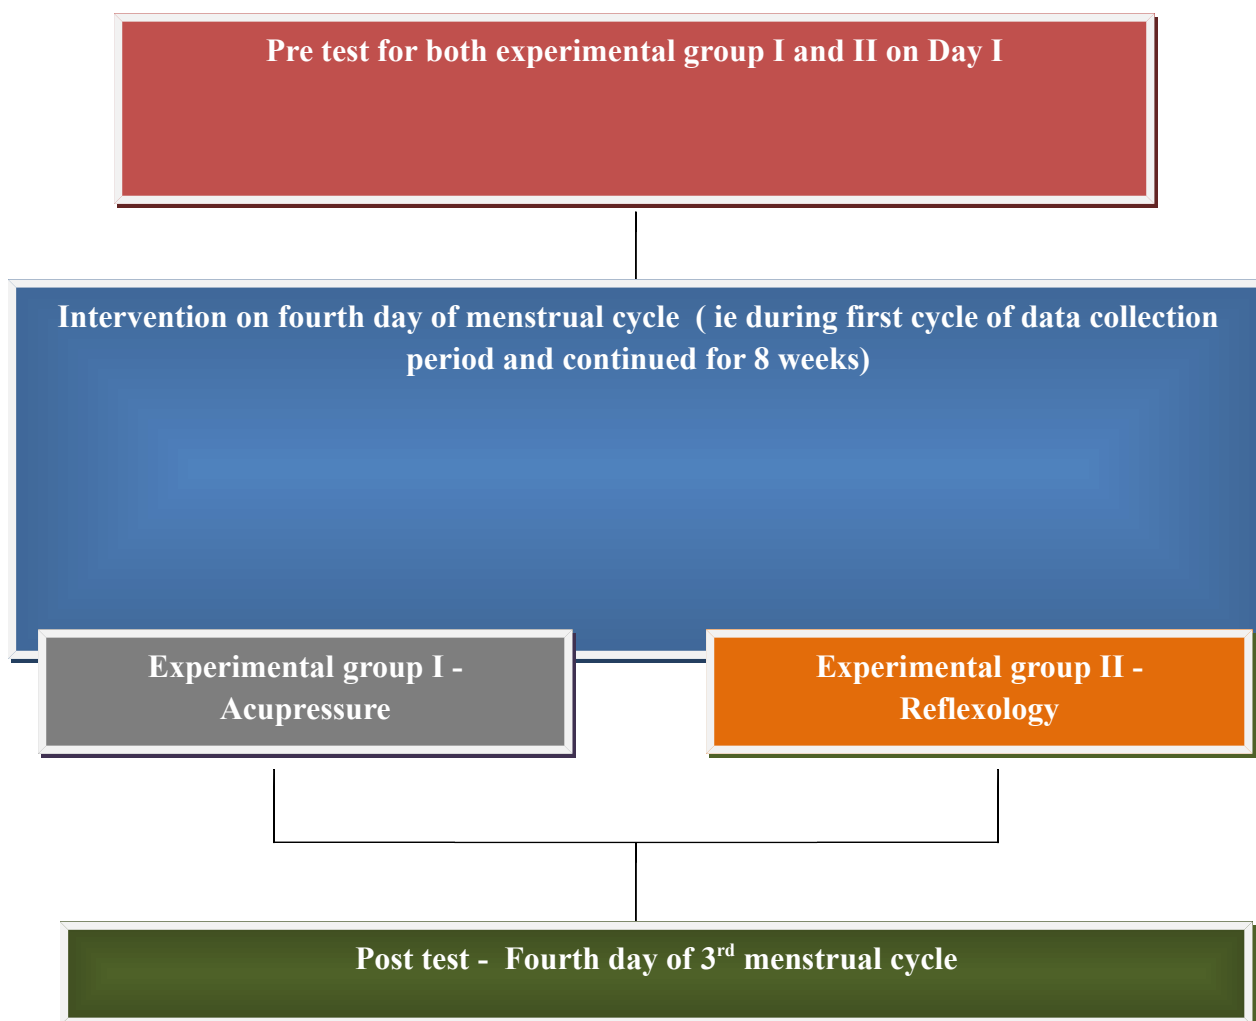 Pre test for both experimental group I and II on Day I
Intervention on fourth day of menstrual cycle  ( ie during first cycle of data collection
period and continued for 8 weeks)
Experimental group I -
Acupressure
Experimental group II -
Reflexology
Post test -  Fourth day of 3rd menstrual cycle